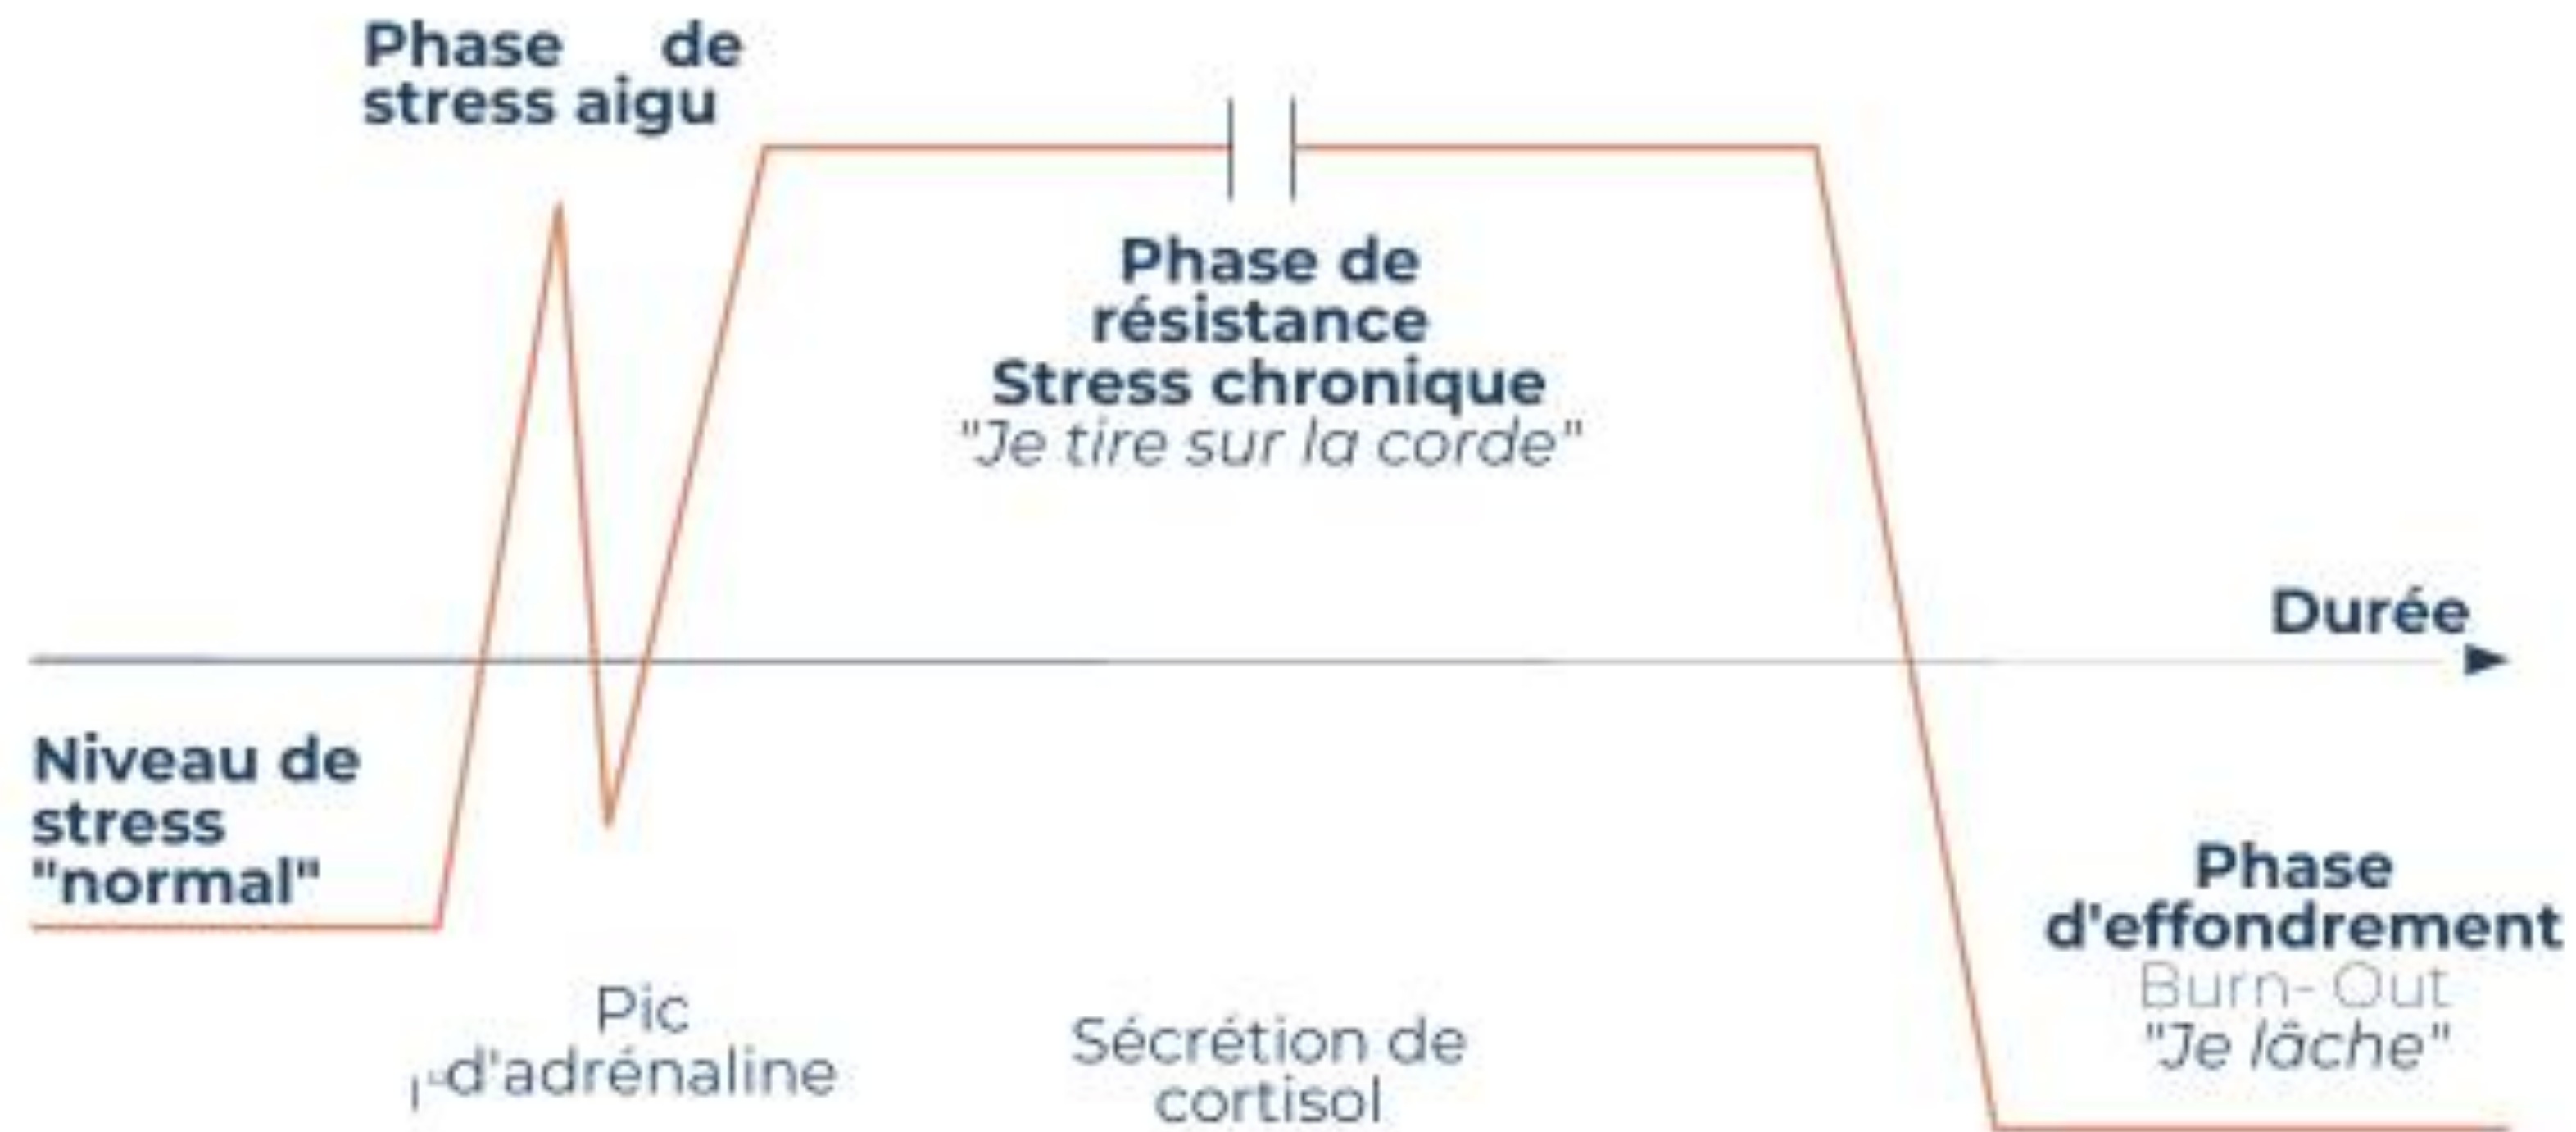 Phase de
stress aigu
Phase de
résistance
Stress chronique
"Je tire sur la corde"
Durée
Niveau de
stress
"normal"
Phase
d'effondrement
Burn- Out
"Je lâche"
Pic
d'adrénaline
Sécrétion de
cortisol